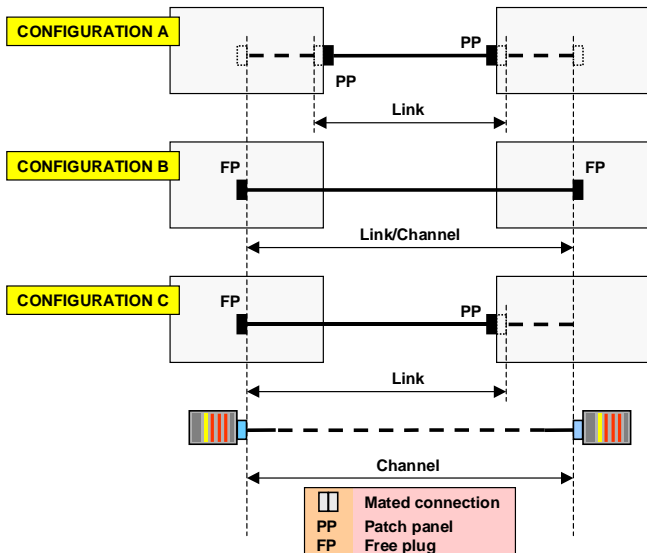 CONFIGURATION A
PP
PP
Link
CONFIGURATION B
FP
FP
Link/Channel
CONFIGURATION C
FP
PP
Link
Channel
Mated connection
PP Patch panel
FP Free plug